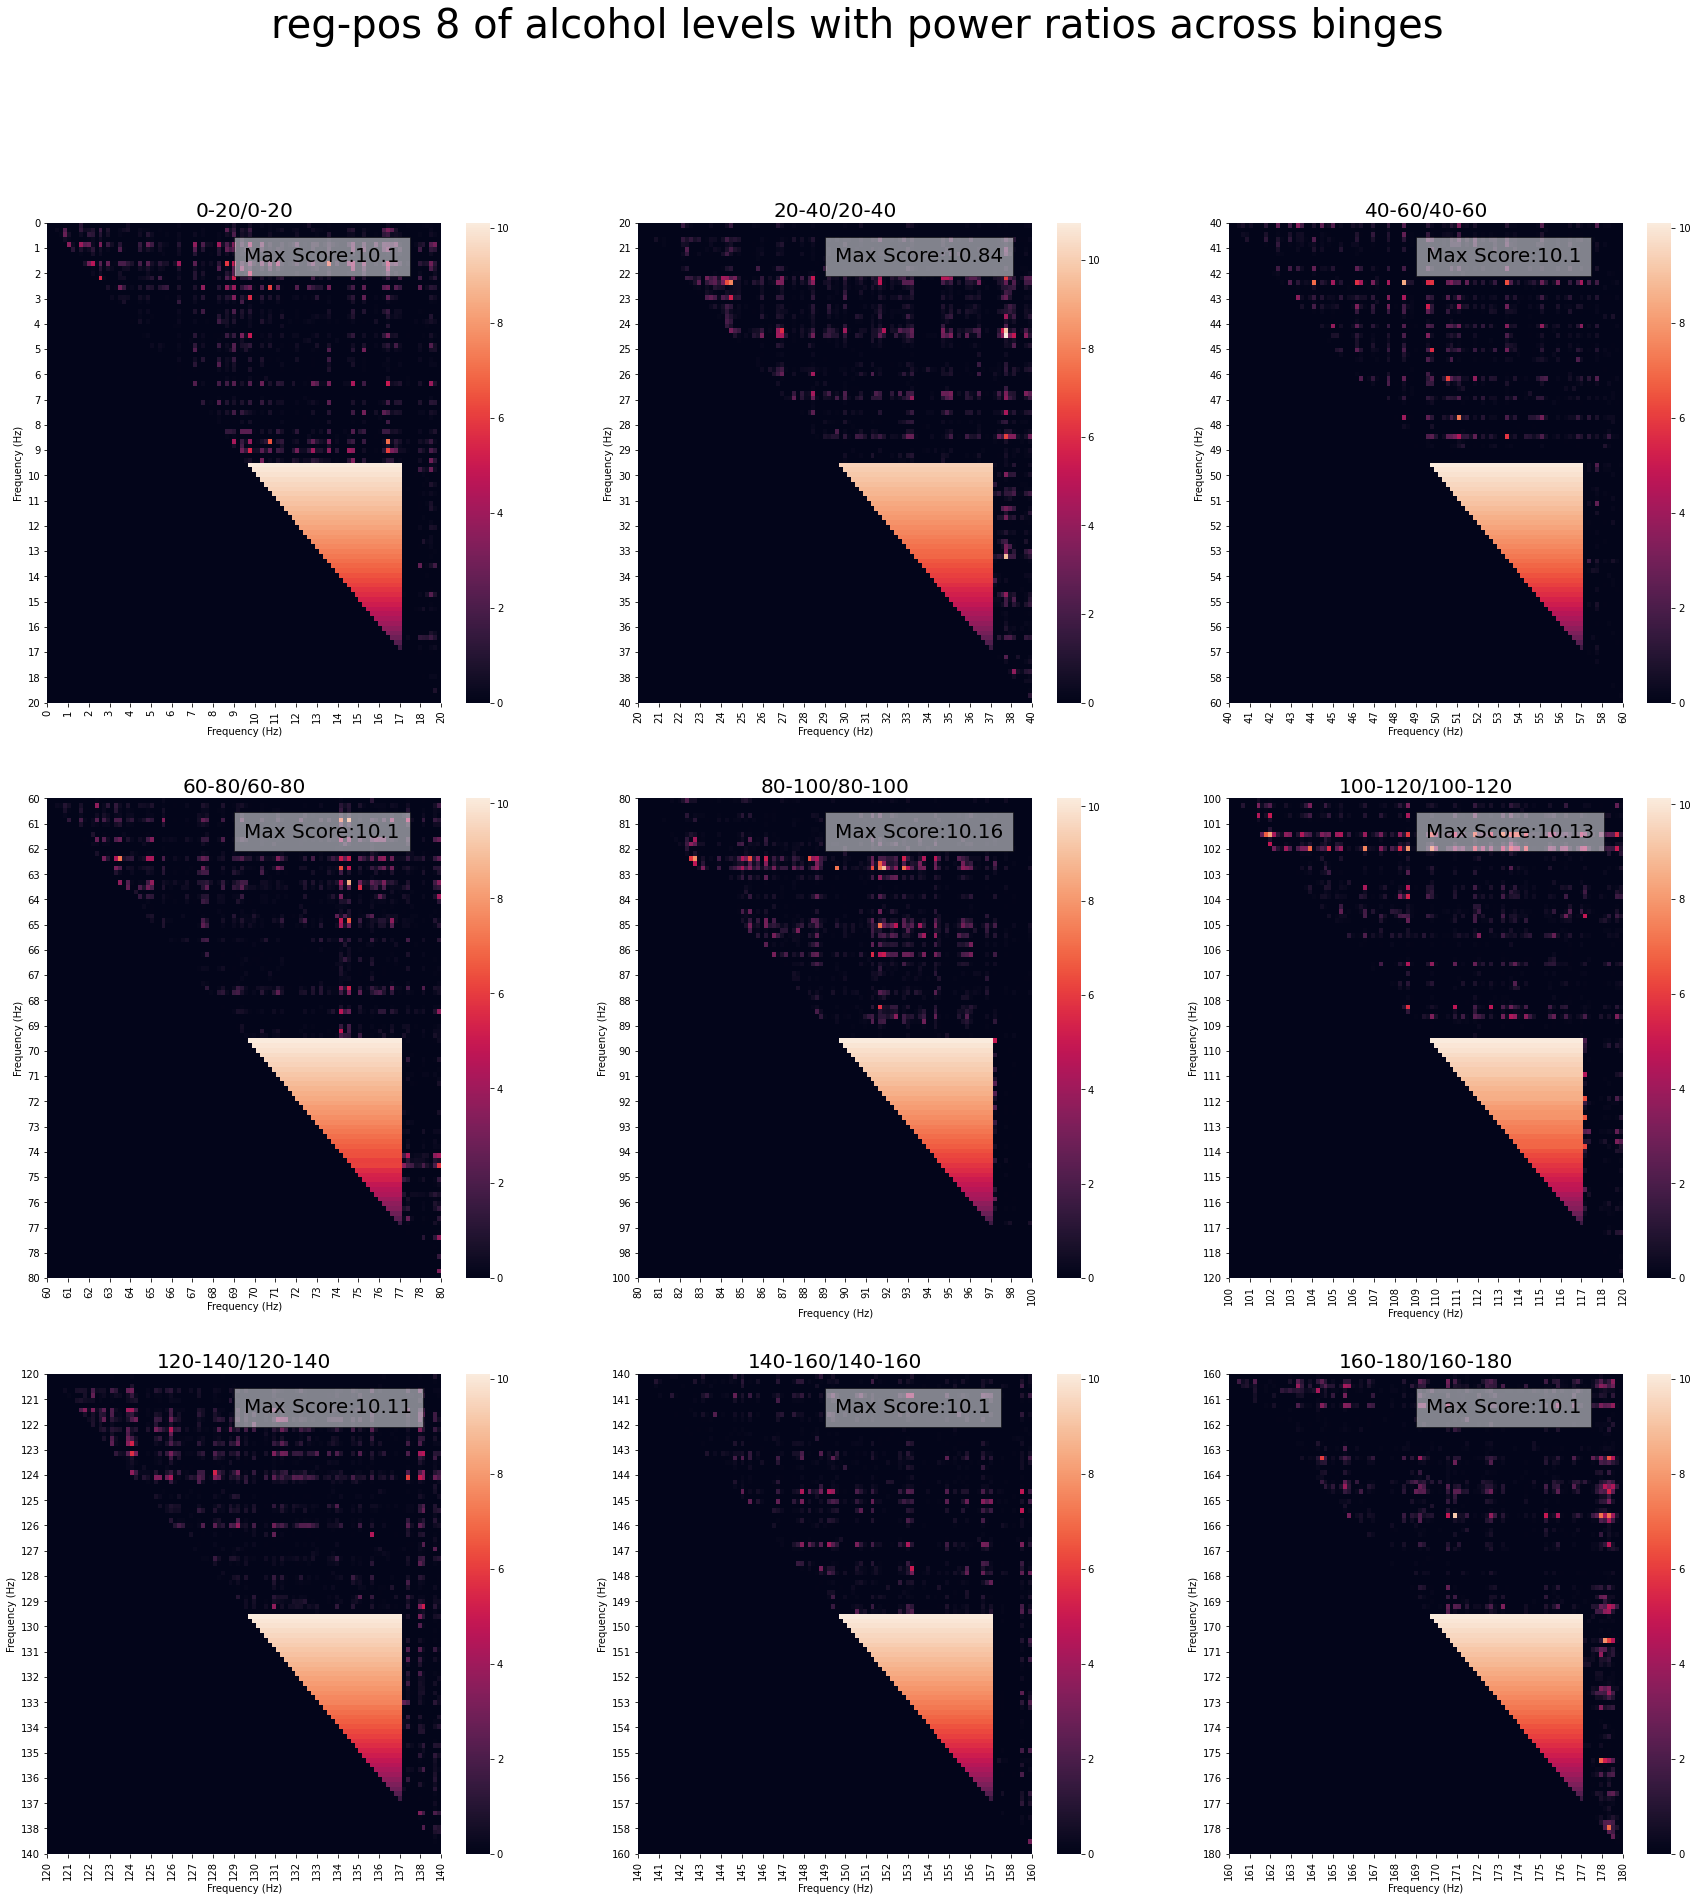 reg-pos 8 of alcohol levels with power ratios across binges
0-20/0-20
Max Score:10.1
Frequency (Hz)
0 1 2 3 4 5 6 7 8 9 10 11 12 13 14 15 16 17 18 20
0 1 2 3 4 5 6 7 8 9 10 11 12 13 14 15 16 17 18 20
Frequency (Hz)
10 8 6 4 2 0
20-40/20-40
Max Score:10.84
Frequency (Hz)
20 21 22 23 24 25 26 27 28 29 30 31 32 33 34 35 36 37 38 40
20 21 22 23 24 25 26 27 28 29 30 31 32 33 34 35 36 37 38 40
Frequency (Hz)
10 8 6 4 2 0
40-60/40-60
Max Score:10.1
Frequency (Hz)
40 41 42 43 44 45 46 47 48 49 50 51 52 53 54 55 56 57 58 60
40 41 42 43 44 45 46 47 48 49 50 51 52 53 54 55 56 57 58 60
Frequency (Hz)
10 8 6 4 2 0
60-80/60-80
Max Score:10.1
Frequency (Hz)
60 61 62 63 64 65 66 67 68 69 70 71 72 73 74 75 76 77 78 80
60 61 62 63 64 65 66 67 68 69 70 71 72 73 74 75 76 77 78 80
Frequency (Hz)
10 8 6 4 2 0
80-100/80-100
Max Score:10.16
Frequency (Hz)
80 81 82 83 84 85 86 87 88 89 90 91 92 93 94 95 96 97 98 100
80 81 82 83 84 85 86 87 88 89 90 91 92 93 94 95 96 97 98 100
Frequency (Hz)
10 8 6 4 2 0
100-120/100-120
Max Score:10.13
Frequency (Hz)
100 101 102 103 104 105 106 107 108 109 110 111 112 113 114 115 116 117 118 120
100 101 102 103 104 105 106 107 108 109 110 111 112 113 114 115 116 117 118 120
Frequency (Hz)
10 8 6 4 2 0
120-140/120-140
Max Score:10.11
Frequency (Hz)
120 121 122 123 124 125 126 127 128 129 130 131 132 133 134 135 136 137 138 140
120 121 122 123 124 125 126 127 128 129 130 131 132 133 134 135 136 137 138 140
Frequency (Hz)
10 8 6 4 2 0
140-160/140-160
Max Score:10.1
Frequency (Hz)
140 141 142 143 144 145 146 147 148 149 150 151 152 153 154 155 156 157 158 160
140 141 142 143 144 145 146 147 148 149 150 151 152 153 154 155 156 157 158 160
Frequency (Hz)
10 8 6 4 2 0
160-180/160-180
Max Score:10.1
Frequency (Hz)
160 161 162 163 164 165 166 167 168 169 170 171 172 173 174 175 176 177 178 180
160 161 162 163 164 165 166 167 168 169 170 171 172 173 174 175 176 177 178 180
Frequency (Hz)
10 8 6 4 2 0